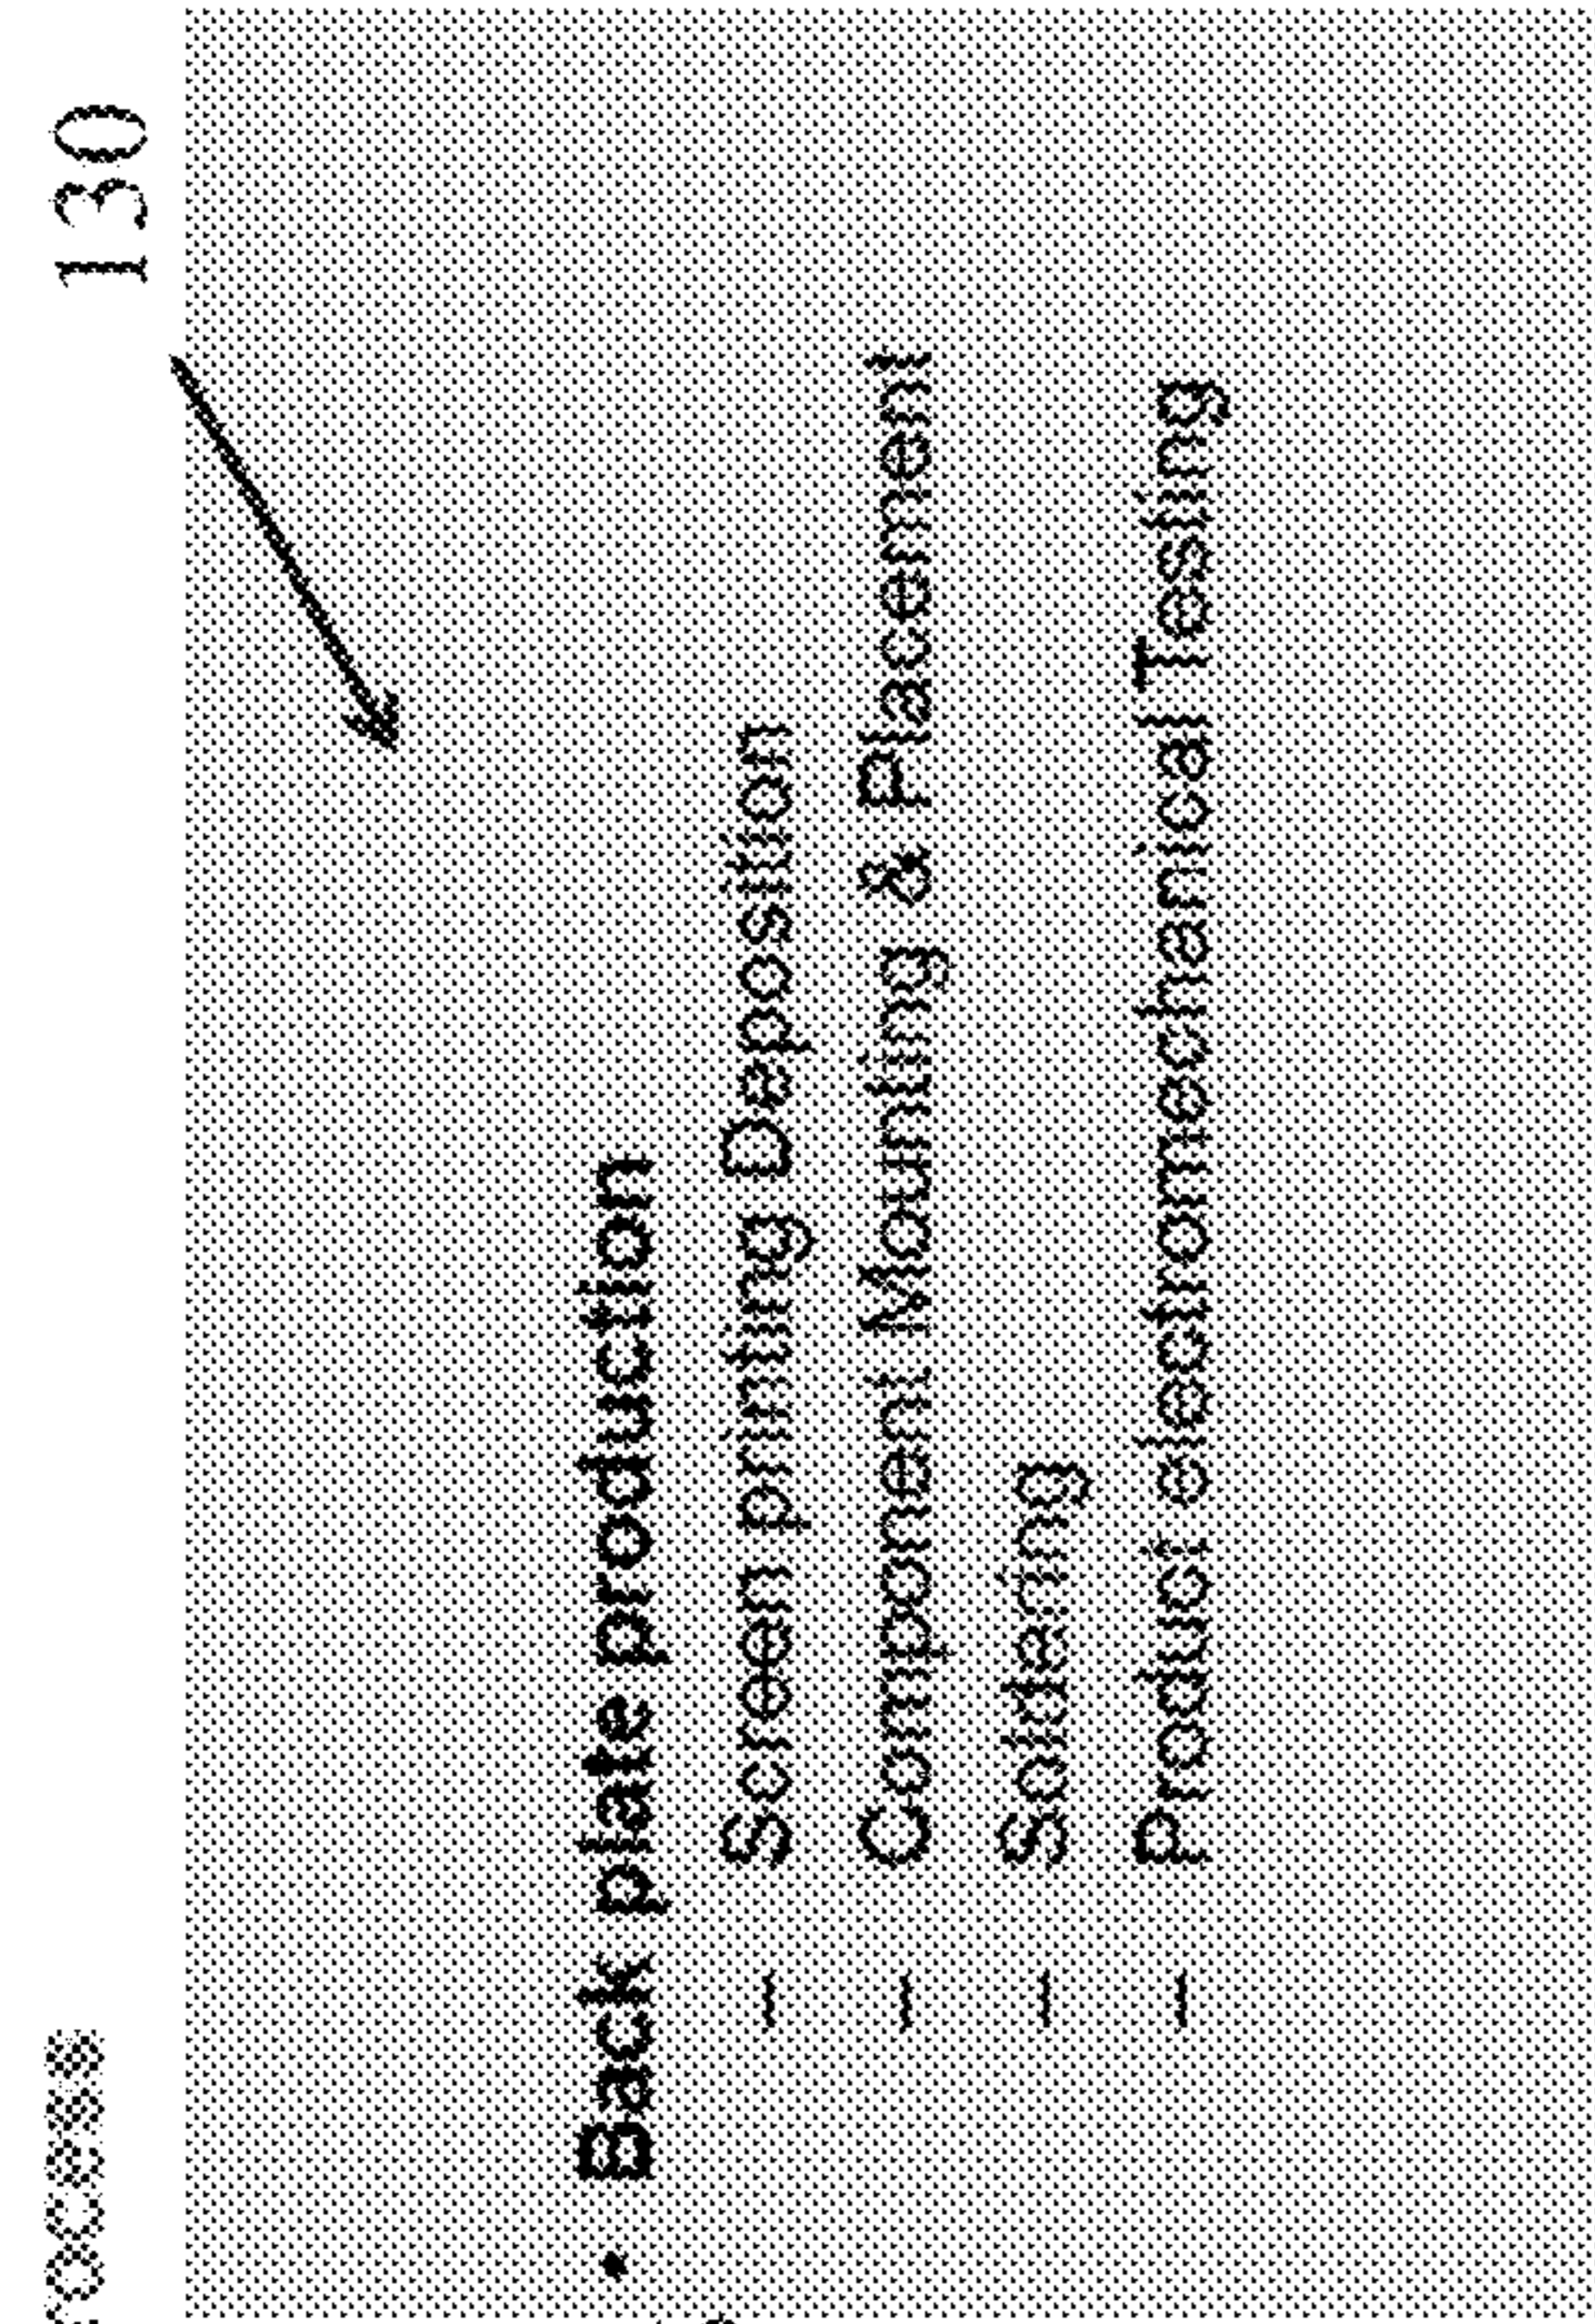 130
• Back plate production
– Screen printing Deposition
– Component Mounting & Placement
– Soldering
– Product electromechanical Testing